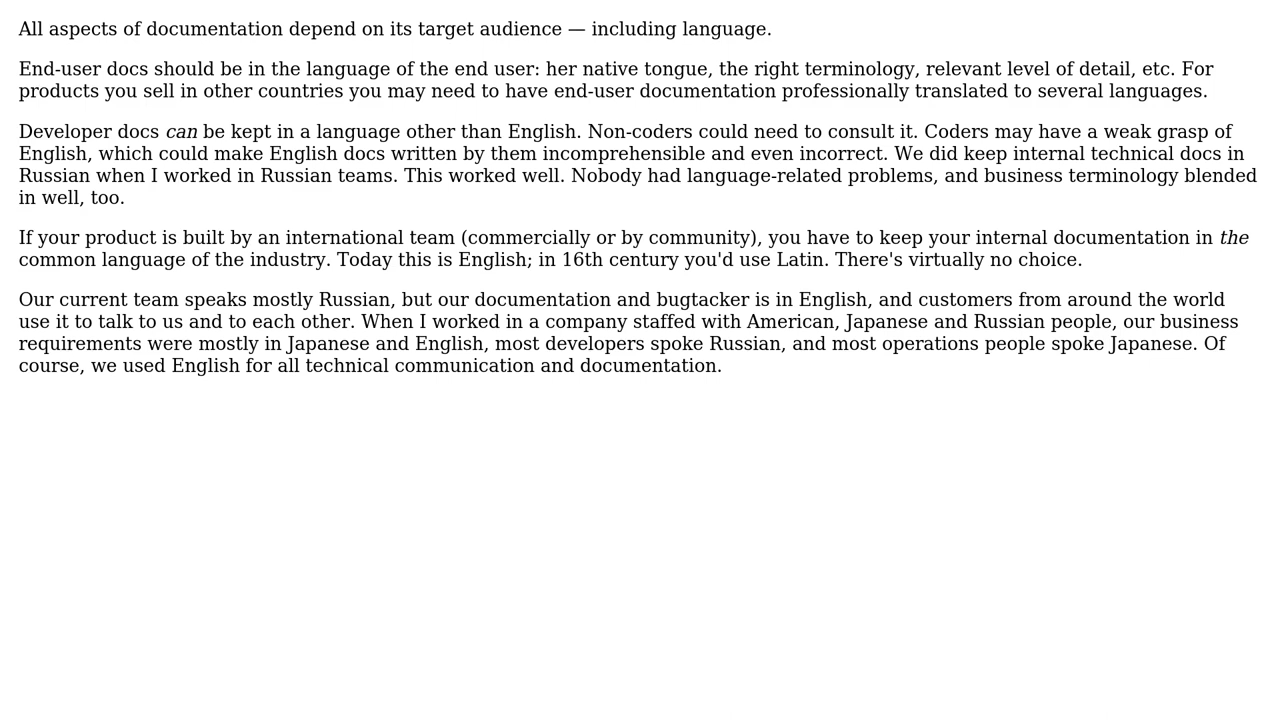 All aspects of documentation depend on its target audience — including language.
End-user docs should be in the language of the end user: her native tongue, the right terminology, relevant level of detail, etc. For
products you sell in other countries you may need to have end-user documentation professionally translated to several languages.
Developer docs can be kept in a language other than English. Non-coders could need to consult it. Coders may have a weak grasp of
English, which could make English docs written by them incomprehensible and even incorrect. We did keep internal technical docs in
Russian when I worked in Russian teams. This worked well. Nobody had language-related problems, and business terminology blended
in well, too.
If your product is built by an international team (commercially or by community), you have to keep your internal documentation in the
common language of the industry. Today this is English; in 16th century you'd use Latin. There's virtually no choice.
Our current team speaks mostly Russian, but our documentation and bugtacker is in English, and customers from around the world
use it to talk to us and to each other. When I worked in a company staffed with American, Japanese and Russian people, our business
requirements were mostly in Japanese and English, most developers spoke Russian, and most operations people spoke Japanese. Of
course, we used English for all technical communication and documentation.